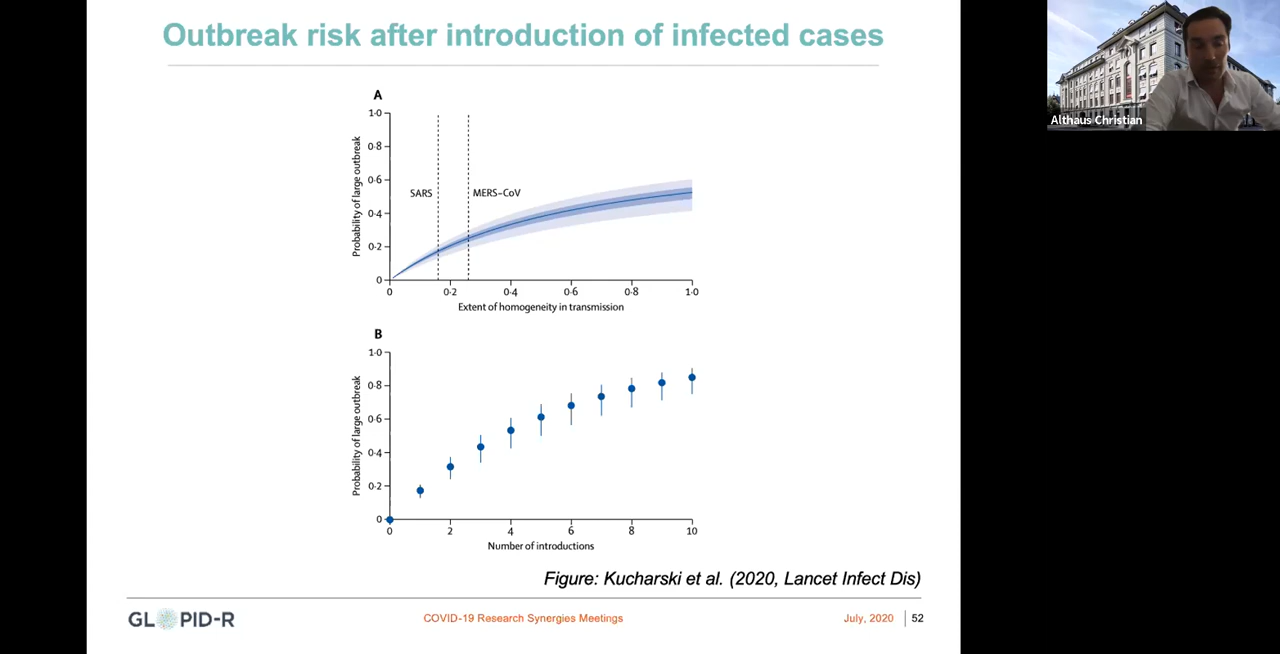 Outbreak risk after introduction of infected cases
Althaus Christian
A
1·0
0·8
0·6
0·4
0·2
0
Probability of large outbreak
SARS
MERS–CoV
0 0·2 0·4 0·6 0·8 1·0
Extent of homogeneity in transmission
B
1·0
0·8
0·6
0·4
0·2
0
Probability of large outbreak
0 2 4 6 8 10
Number of introductions
Figure: Kucharski et al. (2020, Lancet Infect Dis)
GLOPID-R
COVID-19 Research Synergies Meetings
July, 2020 52